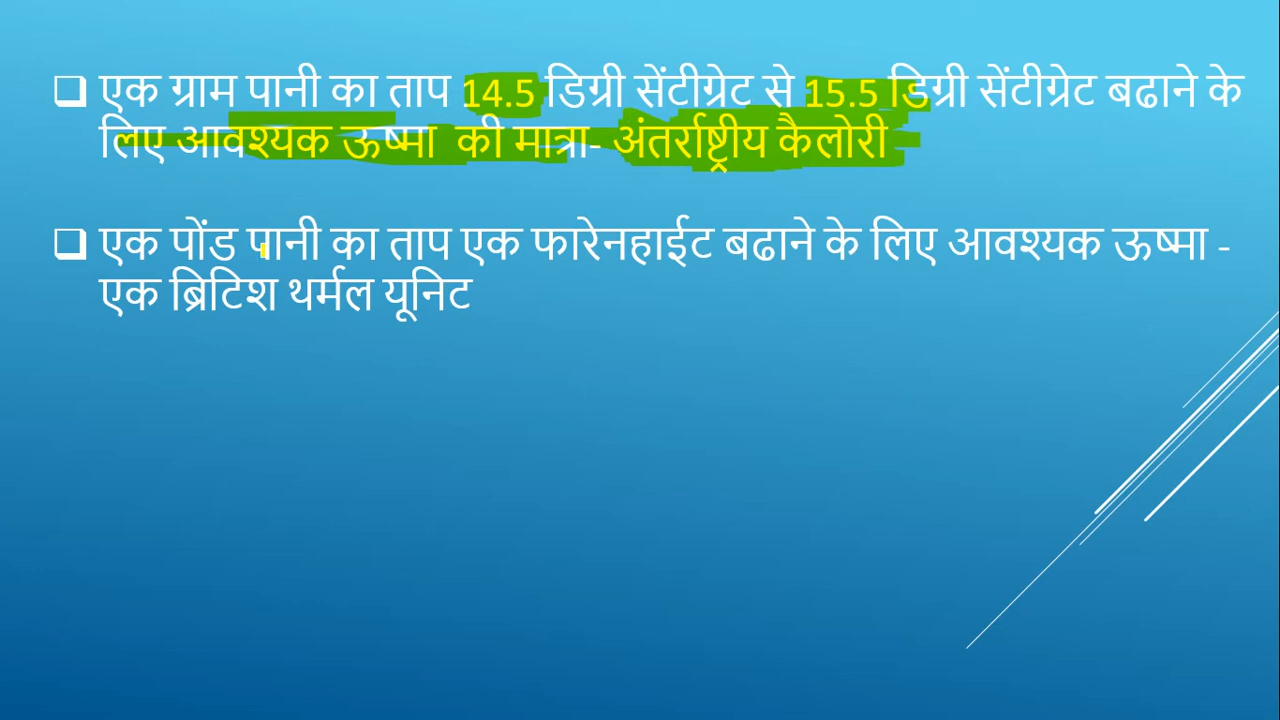 एक ग्राम पानी का ताप 14.5 डिग्री सेंटीग्रेट से 15.5 डिग्री सेंटीग्रेट बढाने के
लिए आवश्यक ऊष्मा की मात्रा- अंतर्राष्ट्रीय कैलोरी
एक पोंड पानी का ताप एक फारेनहाईट बढाने के लिए आवश्यक ऊष्मा -
एक ब्रिटिश थर्मल यूनिट